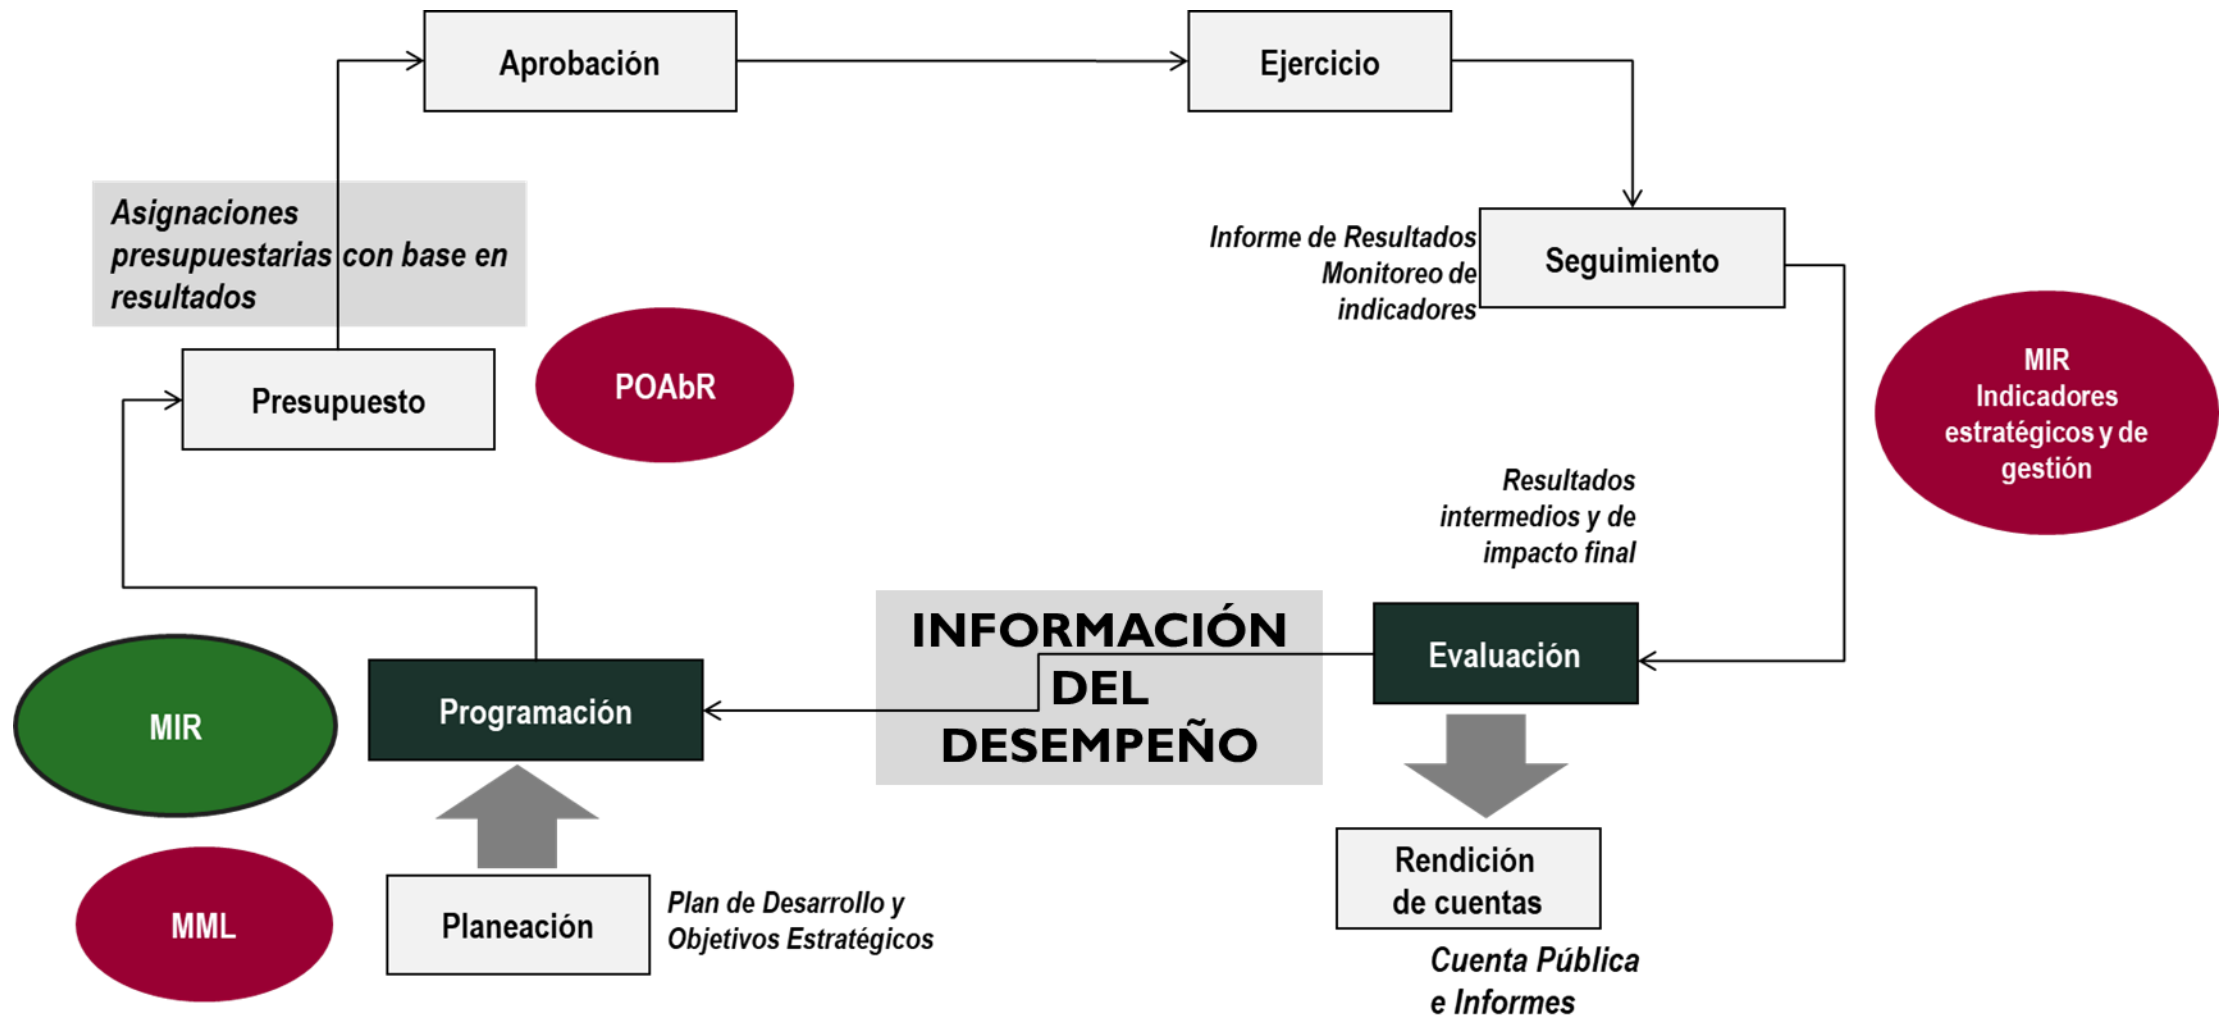 Aprobación
Ejercicio
Asignaciones
presupuestarias con base en
resultados
Informe de Resultados
Monitoreo de
indicadores
Seguimiento
Presupuesto
POAbR
MIR
Indicadores
estratégicos y de
gestión
Resultados
intermedios y de
impacto final
INFORMACIÓN
DEL
DESEMPEÑO
Evaluación
Programación
MIR
MML
Planeación
Plan de Desarrollo y
Objetivos Estratégicos
Rendición
de cuentas
Cuenta Pública
e Informes